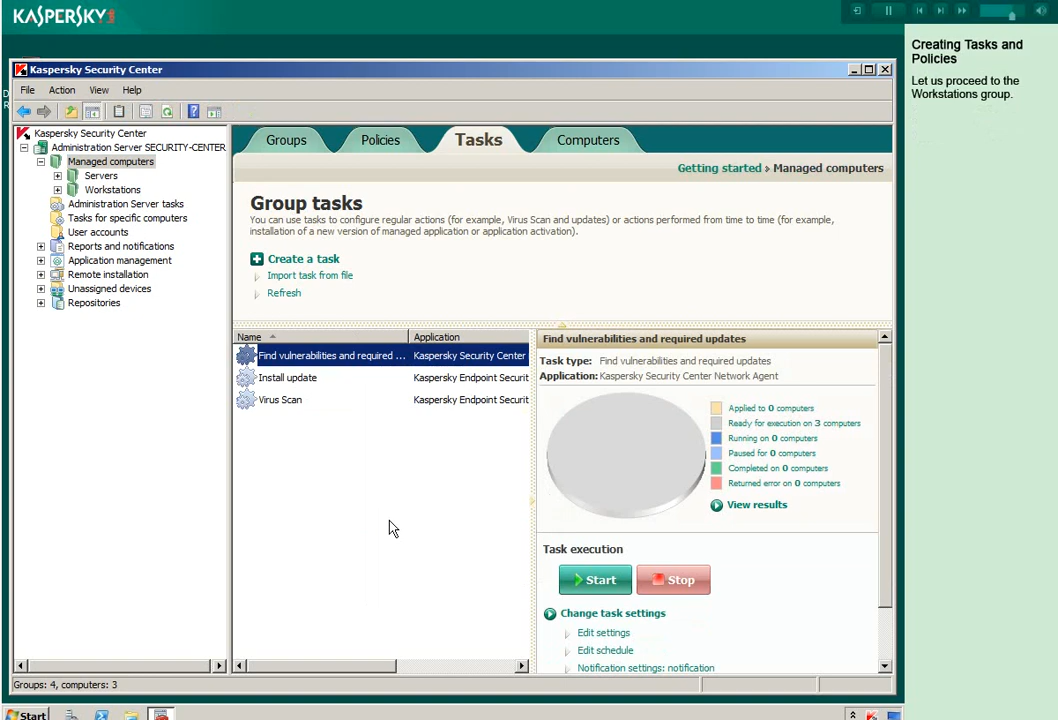 KASPERSKY
Creating Tasks and
Policies
Let us proceed to the
Workstations group.
Kaspersky Security Center
File Action View Help
Kaspersky Security Center
Administration Server SECURITY-CENTER
Managed computers
Servers
Workstations
Administration Server tasks
Tasks for specific computers
User accounts
Reports and notifications
Application management
Remote installation
Unassigned devices
Repositories
Groups Policies Tasks Computers
Getting started » Managed computers
Group tasks
You can use tasks to configure regular actions (for example, Virus Scan and updates) or actions performed from time to time (for example,
installation of a new version of managed application or application activation).
Create a task
Import task from file
Refresh
Name Application
Find vulnerabilities and required ... Kaspersky Security Center
Install update Kaspersky Endpoint Securit
Virus Scan Kaspersky Endpoint Securit
Find vulnerabilities and required updates
Task type: Find vulnerabilities and required updates
Application: Kaspersky Security Center Network Agent
Applied to 0 computers
Ready for execution on 3 computers
Running on 0 computers
Paused for 0 computers
Completed on 0 computers
Returned error on 0 computers
View results
Task execution
Start Stop
Change task settings
Edit settings
Edit schedule
Notification settings: notification
Groups: 4, computers: 3
Start